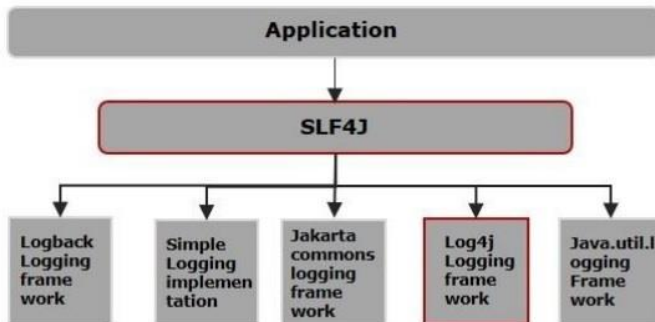 Application
SLF4J
Logback
Logging
frame
work
Simple
Logging
implemen
tation
Jakarta
commons
logging
frame
work
Log4j
Logging
frame
work
Java.util.l
ogging
Frame
work